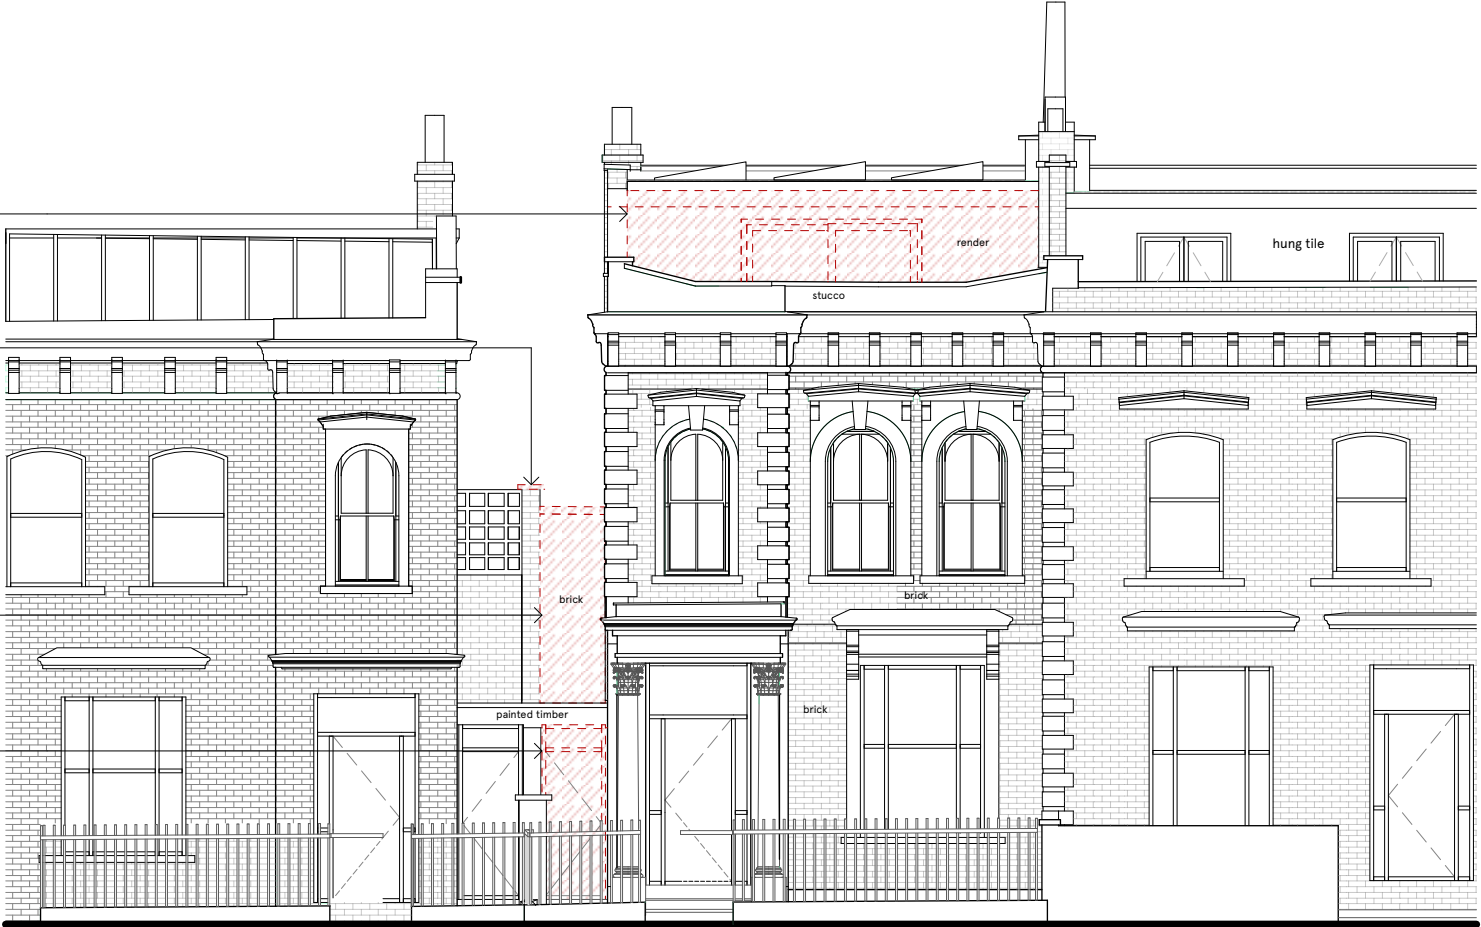 render
hung tile
stucco
brick
brick
brick
painted timber